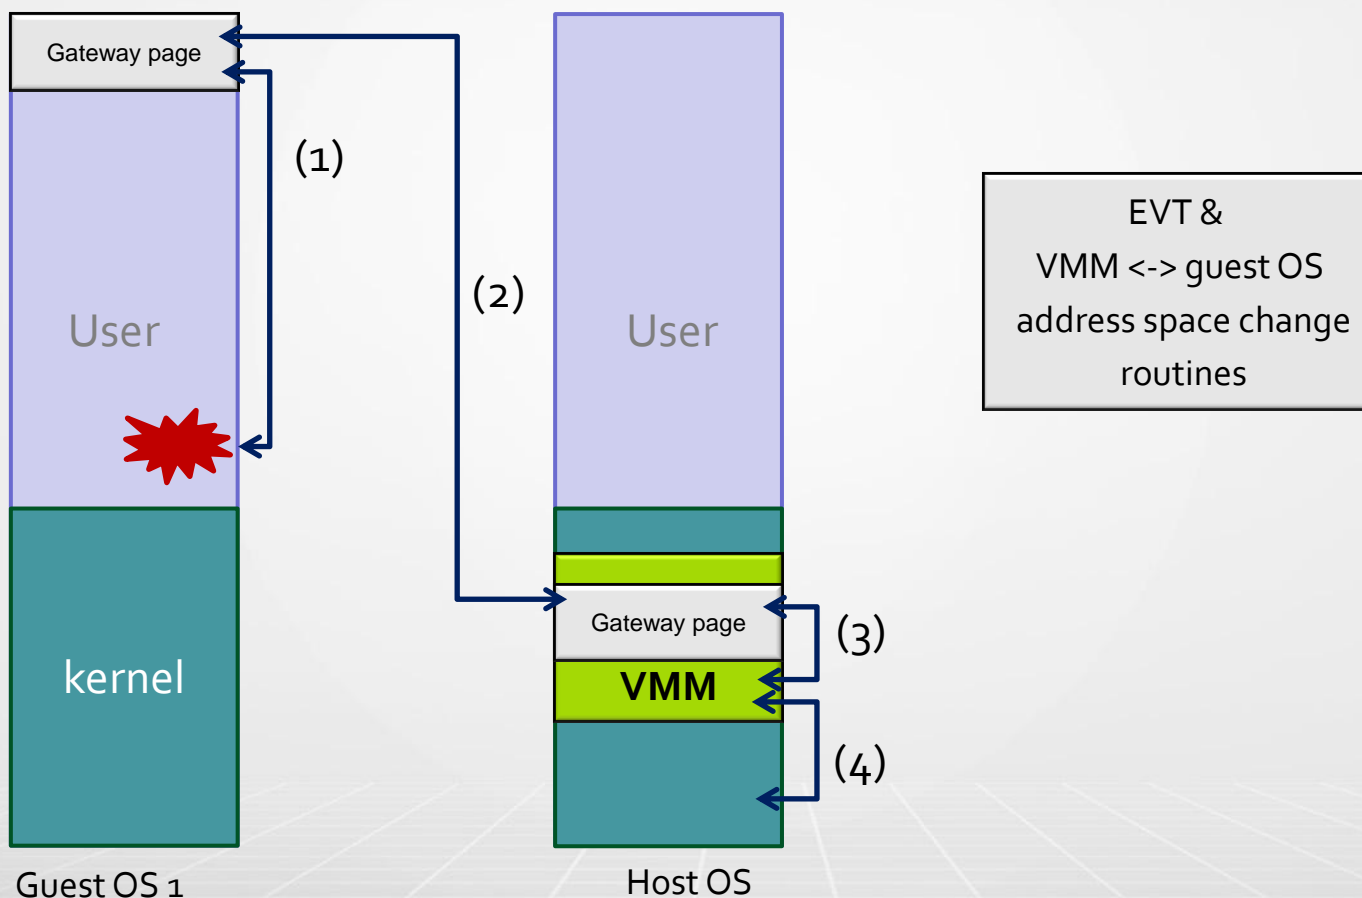 Gateway page
(1)
(2)
User
kernel
Guest OS 1
User
Gateway page
VMM
(3)
(4)
Host OS
EVT &
VMM <-> guest OS
address space change
routines